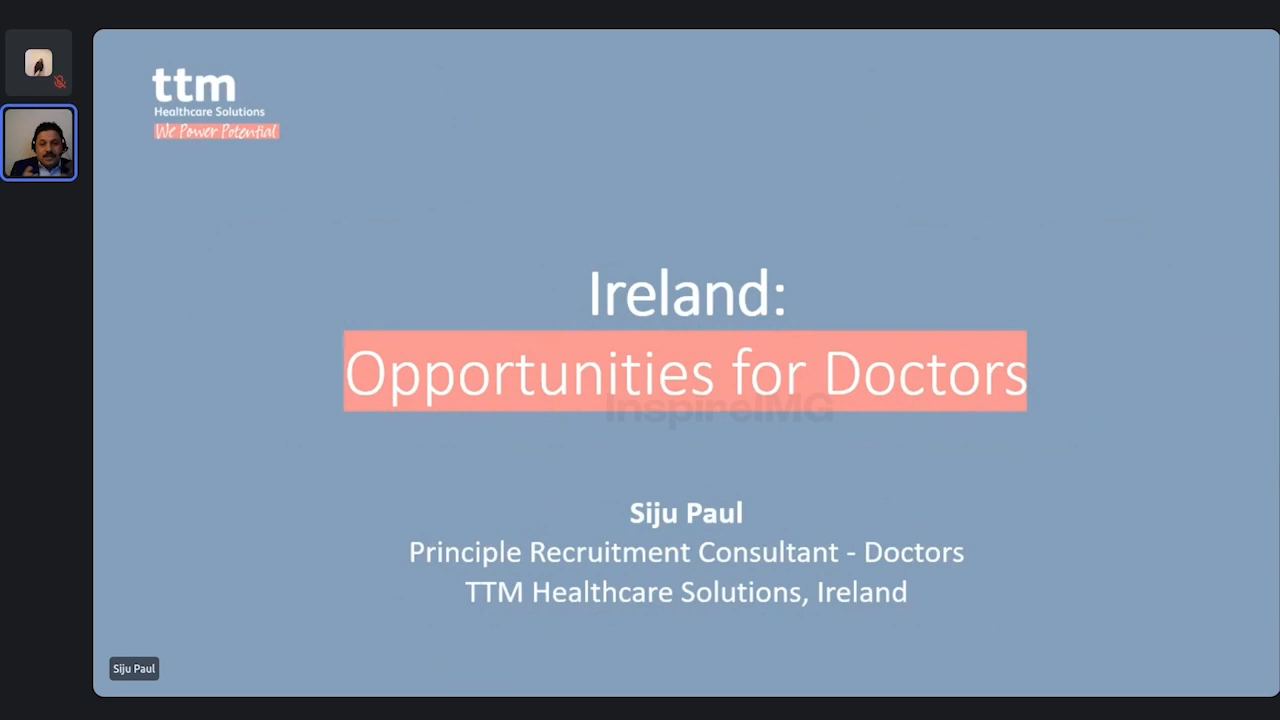 ttm
Healthcare Solutions
We Power Potential
Ireland:
Opportunities for Doctors
InspireIMG
Siju Paul
Principle Recruitment Consultant - Doctors
TTM Healthcare Solutions, Ireland
Siju Paul